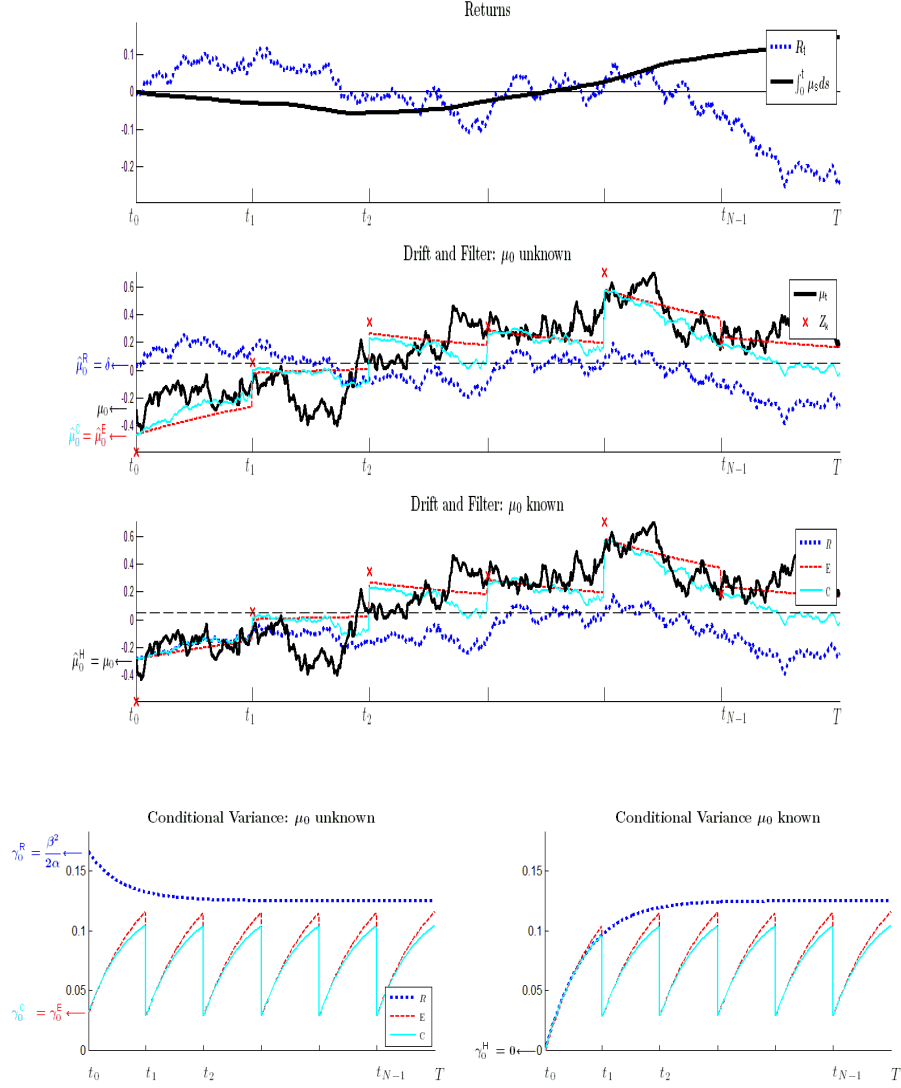 Returns
0.1
0
-0.1
-0.2
R_t
∫_0^t μ_s ds
t_0 t_1 t_2 t_{N−1} T
Drift and Filter: μ_0 unknown
0.6
0.4
0.2
0
-0.2
-0.4
μ_t
Z_k
μ̂_0^R = δ←
μ_0←
μ̂_0^C = μ̂_0^E ←
t_0 t_1 t_2 t_{N−1} T
Drift and Filter: μ_0 known
0.6
0.4
0.2
0
-0.2
-0.4
R
E
C
μ̂_0^H = μ_0←
t_0 t_1 t_2 t_{N−1} T
Conditional Variance: μ_0 unknown
γ_0^R = β²/2α ←
0.15
0.1
0.05
0
γ_0^C = γ_0^E ←
R
E
C
t_0 t_1 t_2 t_{N−1} T
Conditional Variance μ_0 known
0.15
0.1
0.05
γ_0^H = 0←
t_0 t_1 t_2 t_{N−1} T